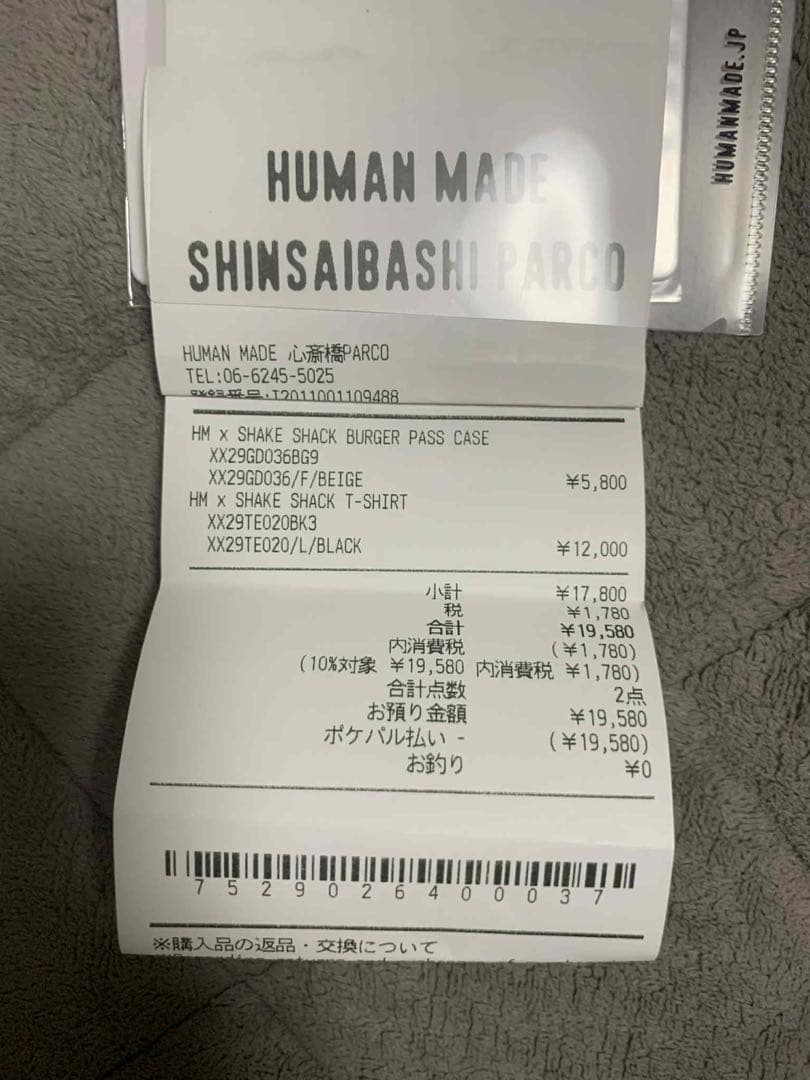 HUMANMADE.JP
HUMAN MADE
SHINSAIBASHI PARCO
HUMAN MADE 心斎橋PARCO
TEL:06-6245-5025
登録番号:T2011001109488
HM x SHAKE SHACK BURGER PASS CASE
XX29GD036BG9
XX29GD036/F/BEIGE ¥5,800
HM x SHAKE SHACK T-SHIRT
XX29TE020BK3
XX29TE020/L/BLACK ¥12,000
小計 ¥17,800
税 ¥1,780
合計 ¥19,580
内消費税 (¥1,780)
(10%対象 ¥19,580 内消費税 ¥1,780)
合計点数 2点
お預り金額 ¥19,580
ポケパル払い - (¥19,580)
お釣り ¥0
7529026400037
※購入品の返品・交換について